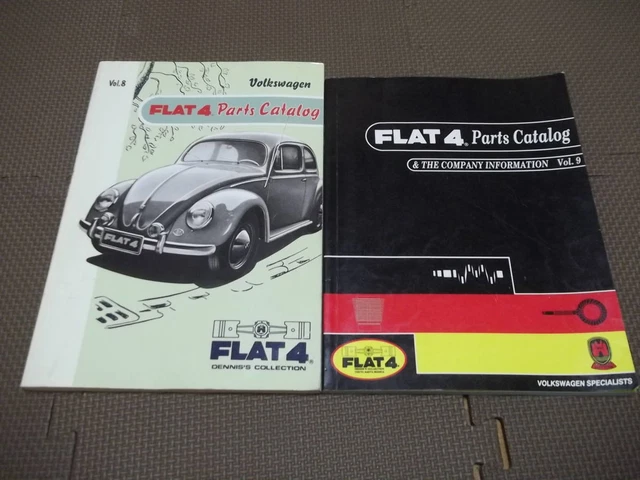 Vol.8
Volkswagen
FLAT4 Parts Catalog
FLAT4
FLAT4®
DENNIS'S COLLECTION
FLAT4® Parts Catalog
& THE COMPANY INFORMATION Vol. 9
FLAT4®
VOLKSWAGEN SPECIALISTS